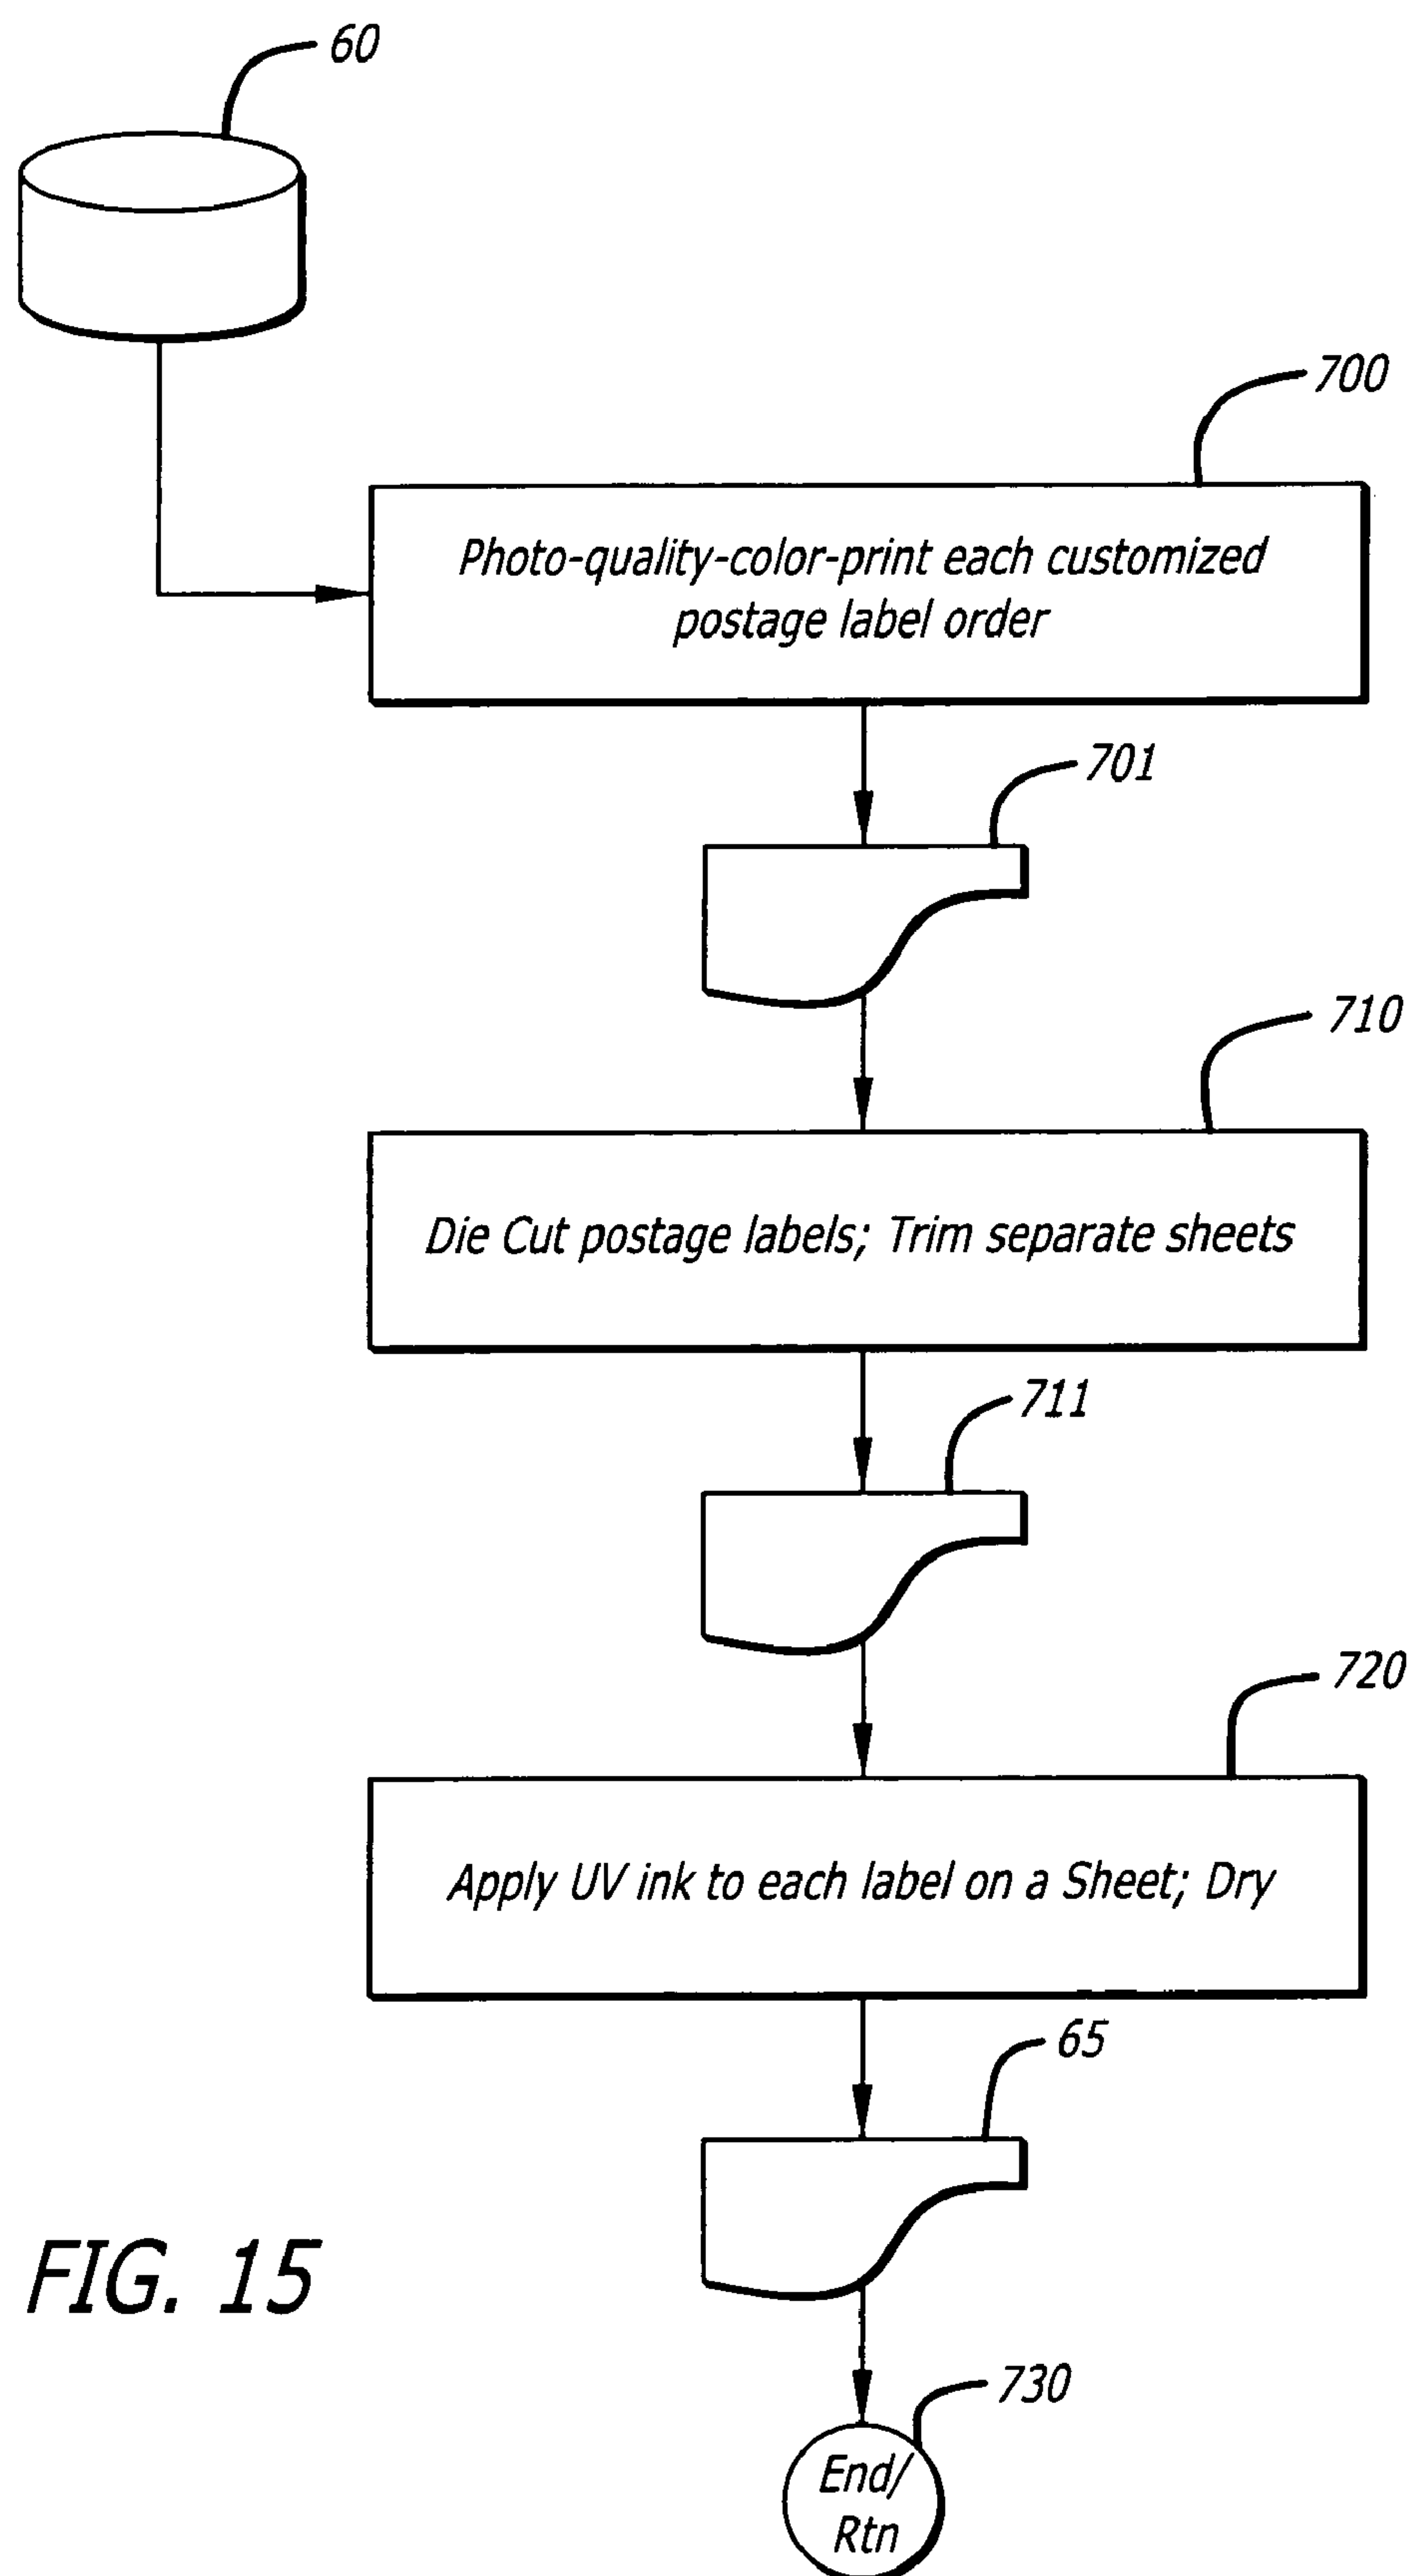 60
700
Photo-quality-color-print each customized
postage label order
701
710
Die Cut postage labels; Trim separate sheets
711
720
Apply UV ink to each label on a Sheet; Dry
65
FIG. 15
730
End/
Rtn